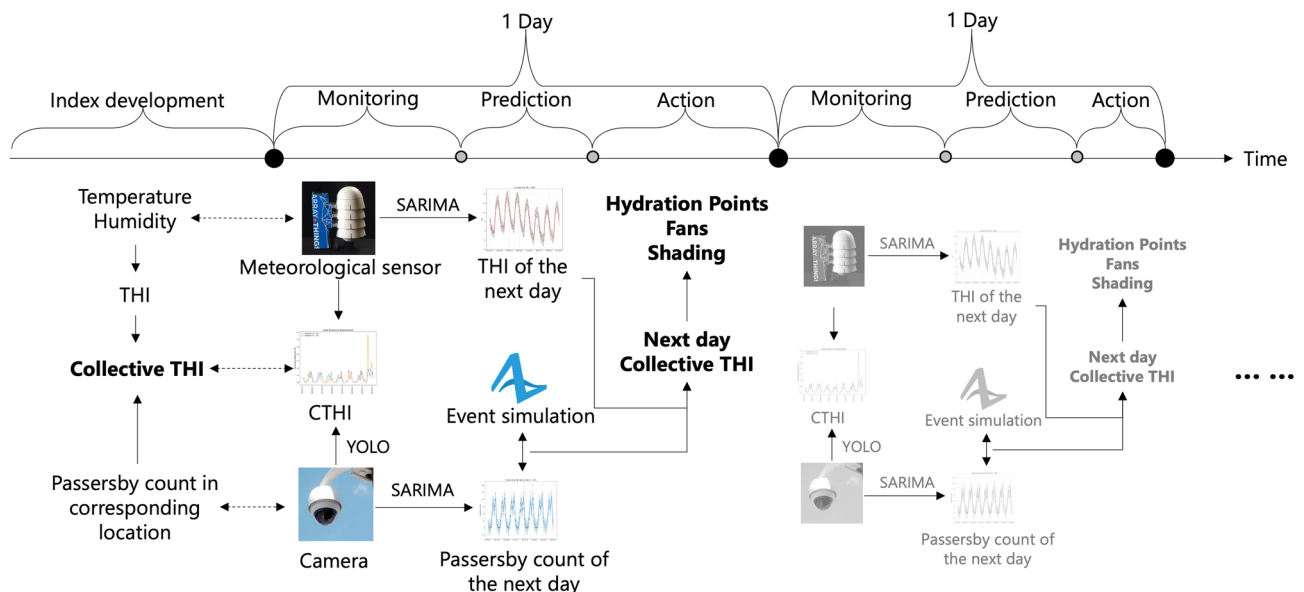 1 Day
1 Day
Index development
Monitoring
Prediction
Action
Monitoring
Prediction
Action
Time
Temperature
Humidity
THI
Collective THI
Passersby count in
corresponding
location
ARRAY THINGS
Meteorological sensor
CTHI
YOLO
Camera
SARIMA
THI of the
next day
Event simulation
SARIMA
Passersby count of
the next day
Hydration Points
Fans
Shading
Next day
Collective THI
ARRAY THINGS
CTHI
YOLO
SARIMA
THI of the
next day
Event simulation
SARIMA
Passersby count of
the next day
Hydration Points
Fans
Shading
Next day
Collective THI
... ...